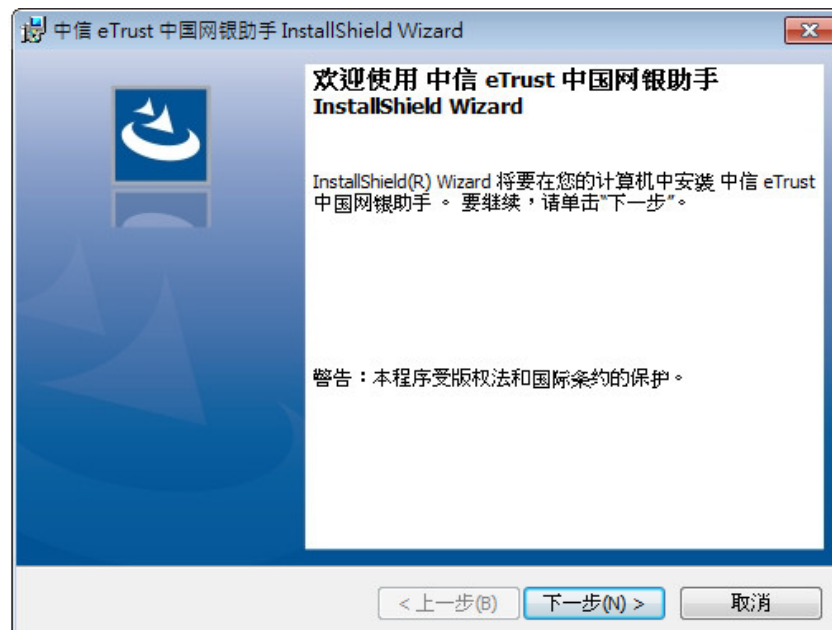 中信 eTrust 中国网银助手 InstallShield Wizard
欢迎使用 中信 eTrust 中国网银助手
InstallShield Wizard
InstallShield(R) Wizard 将要在您的计算机中安装 中信 eTrust
中国网银助手 。 要继续，请单击"下一步"。
警告：本程序受版权法和国际条约的保护。
< 上一步(B)
下一步(N) >
取消